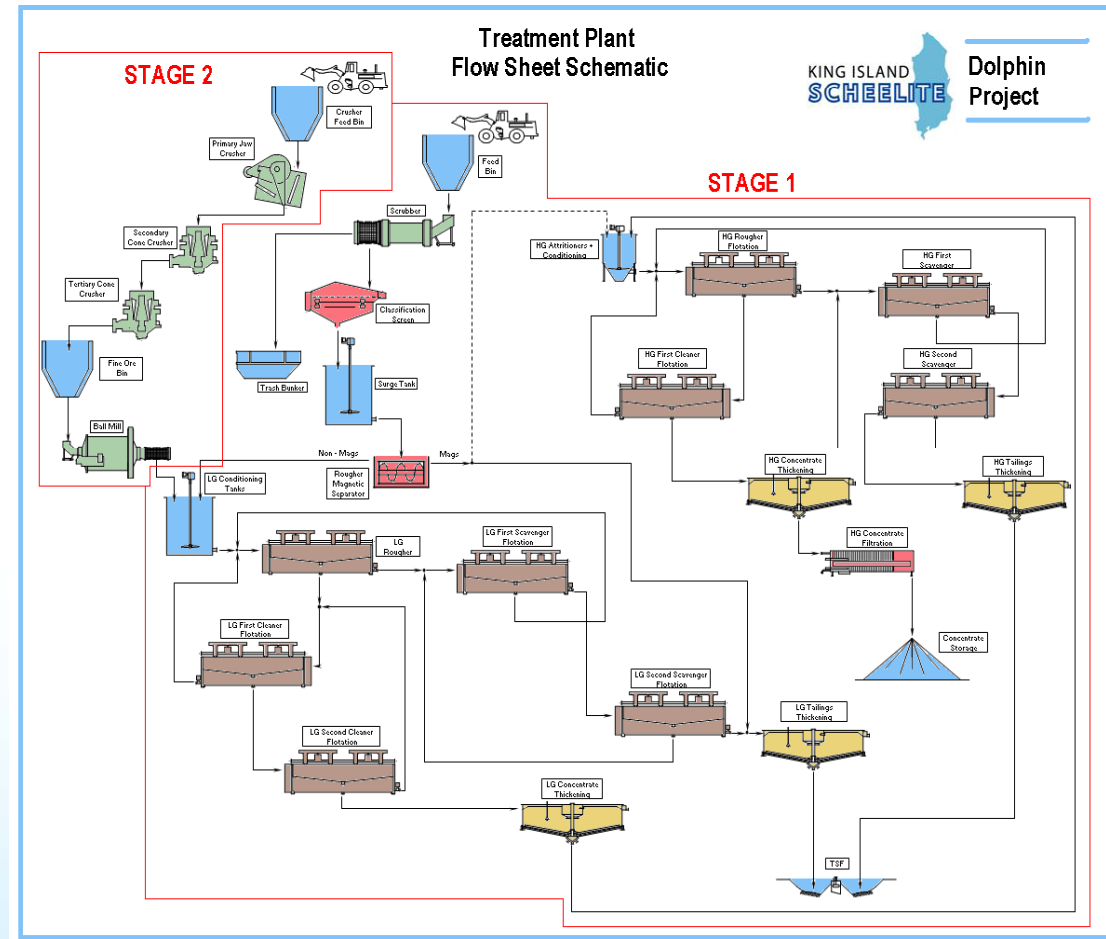 Treatment Plant
Flow Sheet Schematic
KING ISLAND
SCHEELITE
Dolphin
Project
STAGE 2
STAGE 1
Crusher
Feed Bin
Primary Jaw
Crusher
Feed
Bin
Scrubber
Secondary
Cone Crusher
Tertiary Cone
Crusher
Classification
Screen
Fine Ore
Bin
Trash Bunker
Surge Tank
Ball Mill
Non - Mags
Mags
Rougher
Magnetic
Separator
LG Conditioning
Tanks
HG Attritioners +
Conditioning
HG Rougher
Flotation
HG First
Scavenger
HG First Cleaner
Flotation
HG Second
Scavenger
HG Concentrate
Thickening
HG Tailings
Thickening
HG Concentrate
Filtration
Concentrate
Storage
LG
Rougher
LG First Scavenger
Flotation
LG First Cleaner
Flotation
LG Second Scavenger
Flotation
LG Tailings
Thickening
LG Second Cleaner
Flotation
LG Concentrate
Thickening
TSF